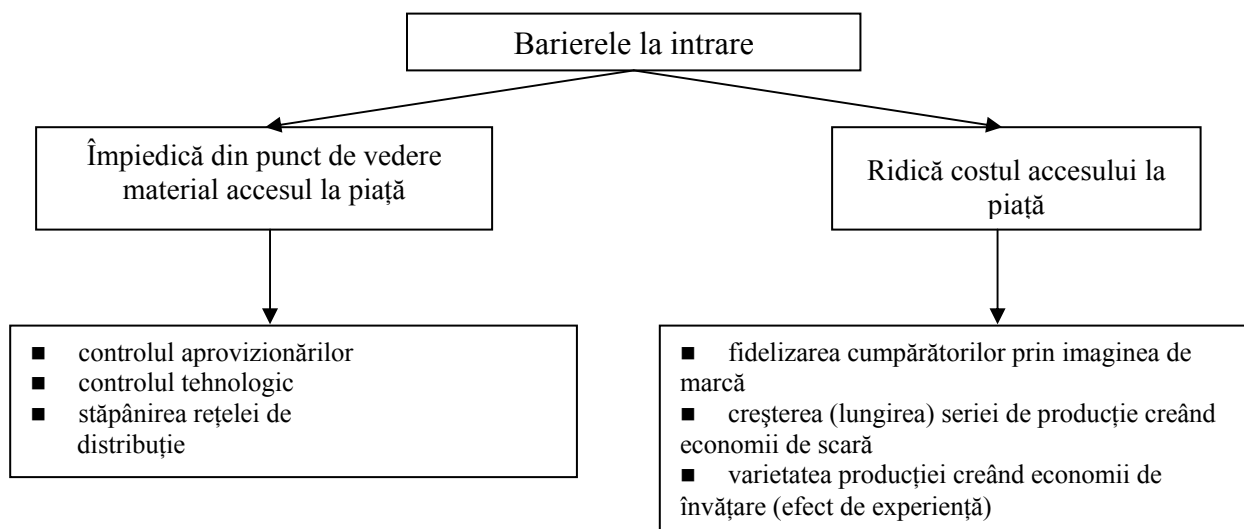 Barierele la intrare
Împiedică din punct de vedere
material accesul la piață
Ridică costul accesului la
piață
■ controlul aprovizionărilor
■ controlul tehnologic
■ stăpânirea rețelei de
distribuție
■ fidelizarea cumpărătorilor prin imaginea de
marcă
■ creşterea (lungirea) seriei de producție creând
economii de scară
■ varietatea producției creând economii de
învățare (efect de experiență)